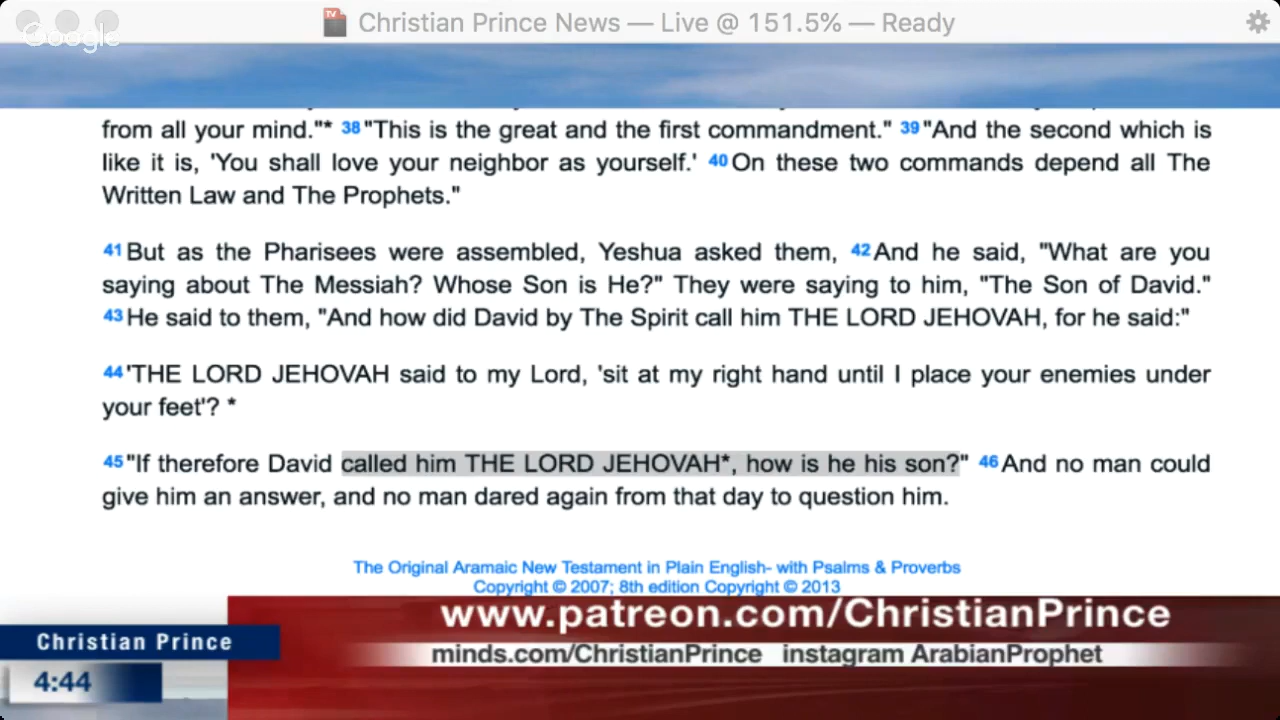 Christian Prince News — Live @ 151.5% — Ready
Google
TV
from all your mind."* 38 "This is the great and the first commandment." 39 "And the second which is
like it is, 'You shall love your neighbor as yourself.' 40 On these two commands depend all The
Written Law and The Prophets."
41 But as the Pharisees were assembled, Yeshua asked them, 42 And he said, "What are you
saying about The Messiah? Whose Son is He?" They were saying to him, "The Son of David."
43 He said to them, "And how did David by The Spirit call him THE LORD JEHOVAH, for he said:"
44 'THE LORD JEHOVAH said to my Lord, 'sit at my right hand until I place your enemies under
your feet'? *
45 "If therefore David called him THE LORD JEHOVAH*, how is he his son?" 46 And no man could
give him an answer, and no man dared again from that day to question him.
The Original Aramaic New Testament in Plain English- with Psalms & Proverbs
Copyright © 2007; 8th edition Copyright © 2013
www.patreon.com/ChristianPrince
Christian Prince
minds.com/ChristianPrince instagram ArabianProphet
4:44